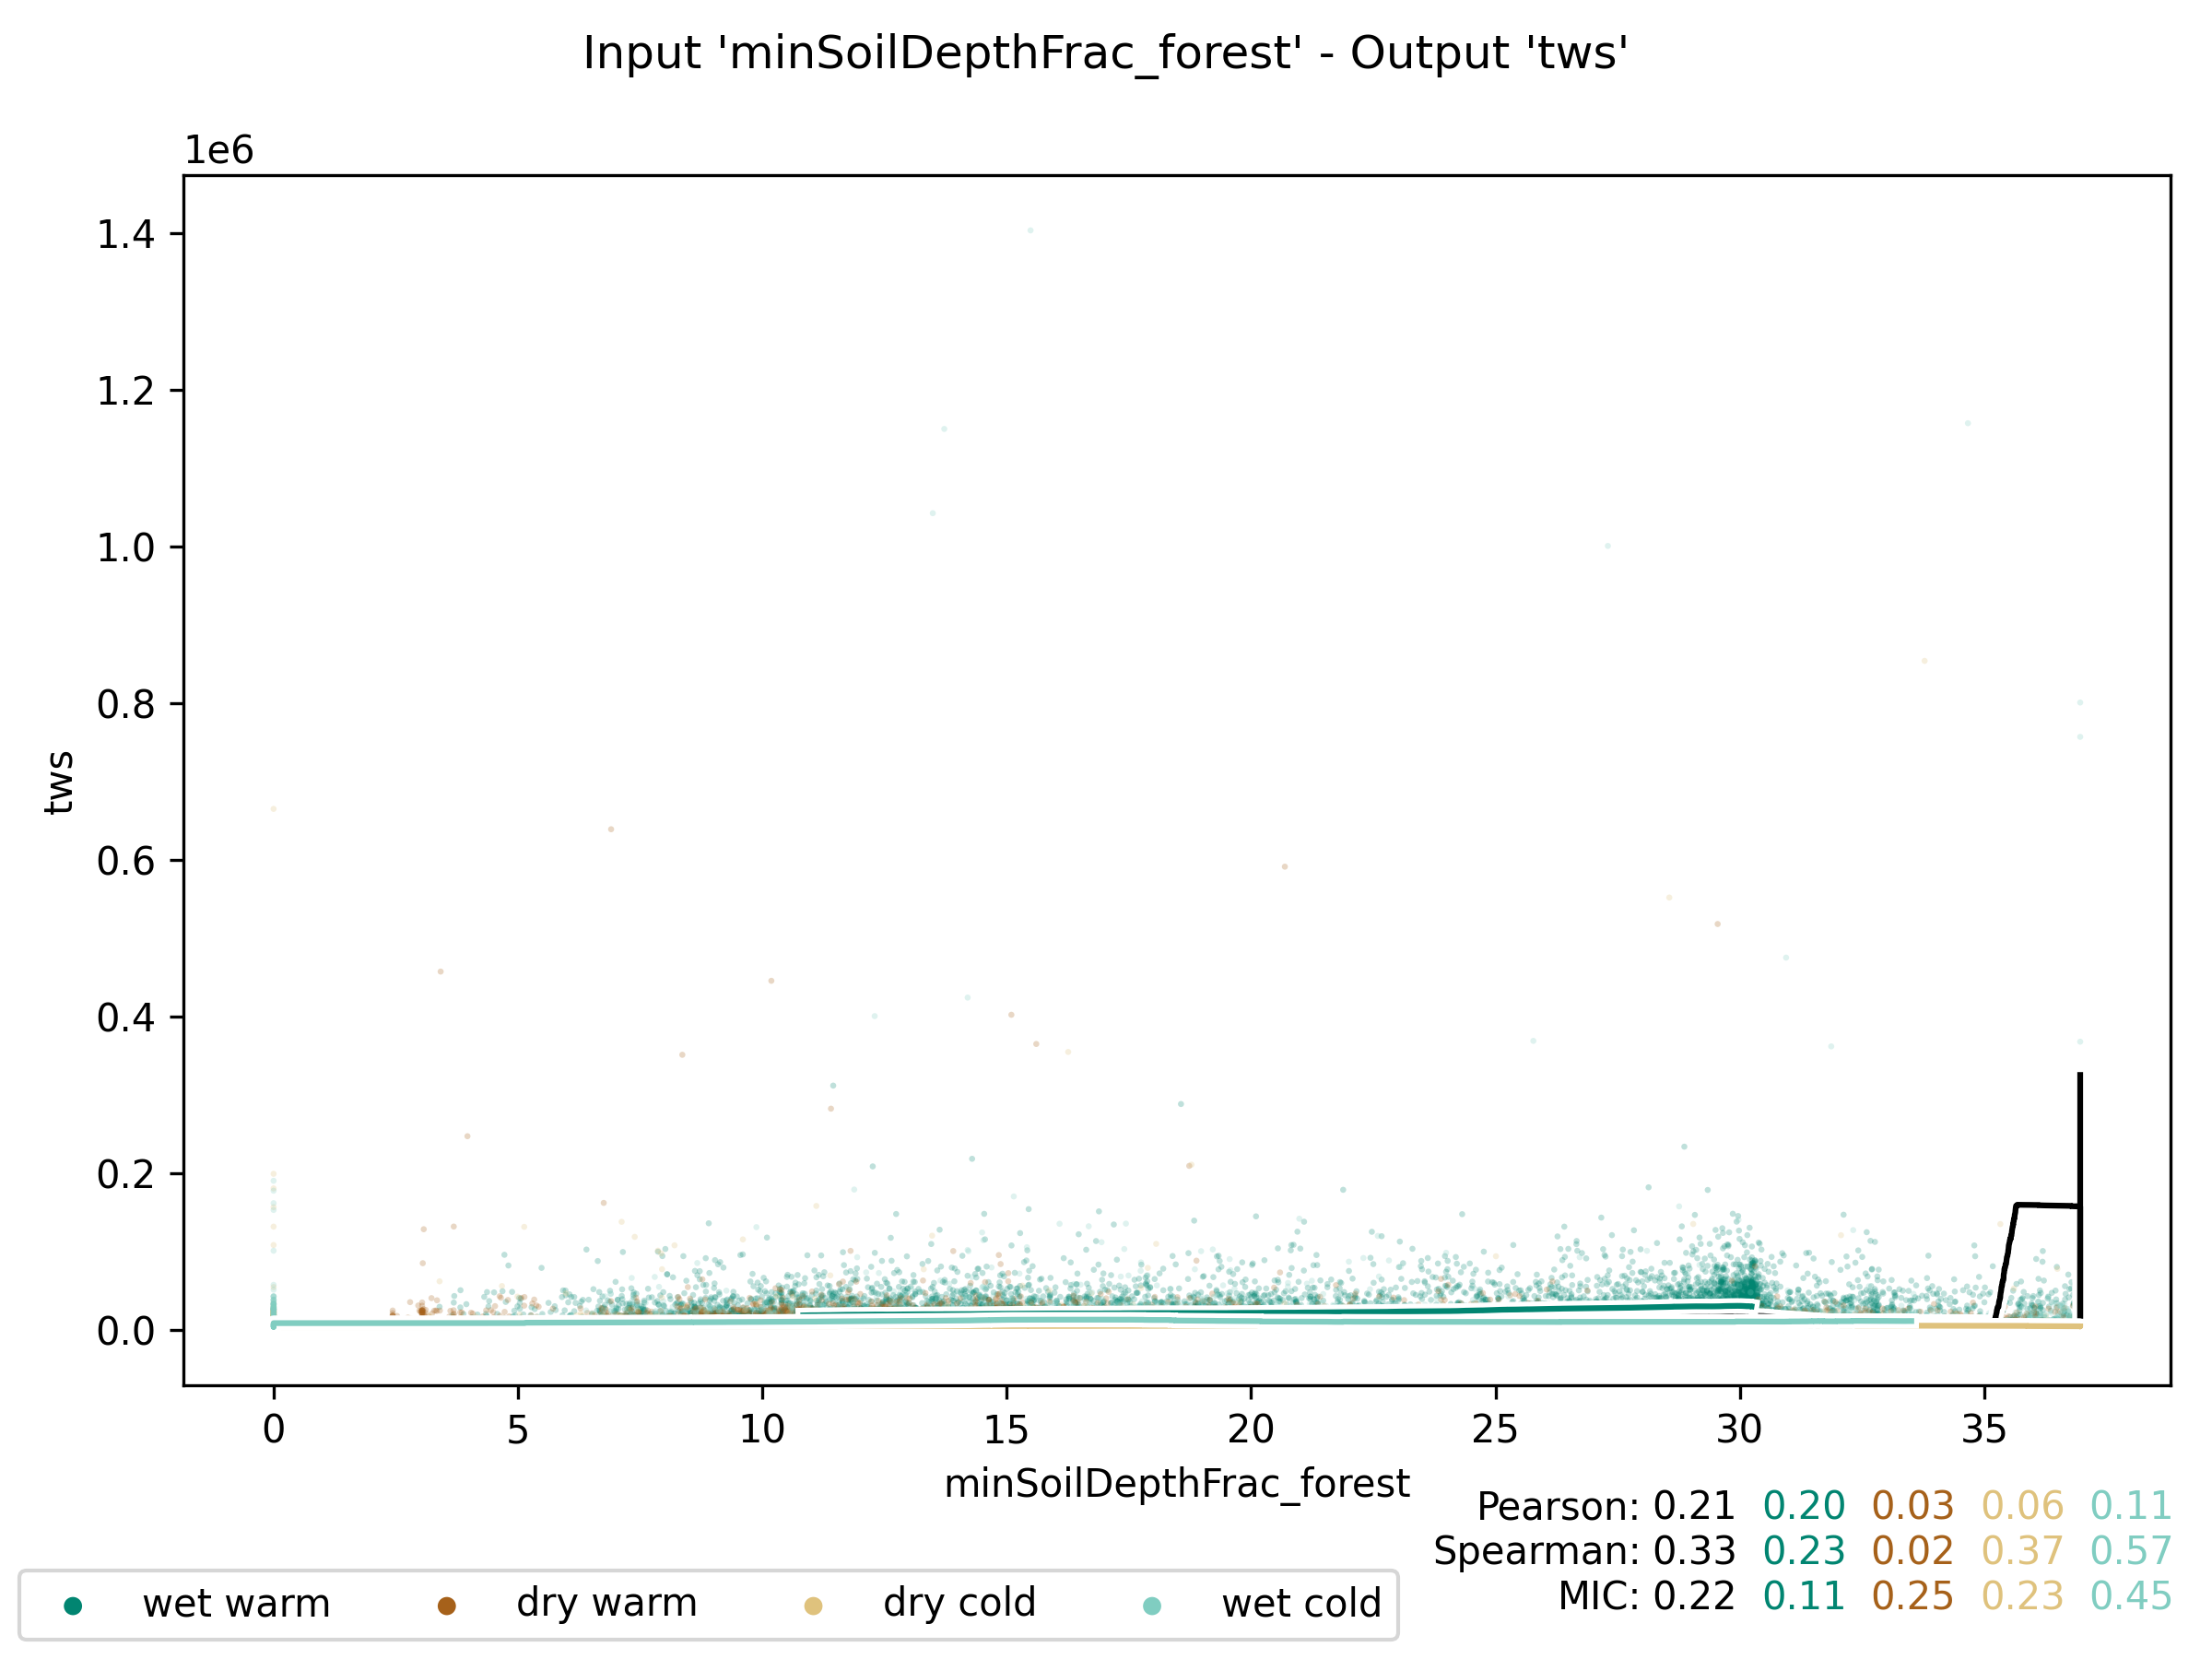 Input 'minSoilDepthFrac_forest' - Output 'tws'
1e6
1.4
1.2
1.0
0.8
0.6
0.4
0.2
0.0
tws
0 5 10 15 20 25 30 35
minSoilDepthFrac_forest
Pearson: 0.21 0.20 0.03 0.06 0.11
Spearman: 0.33 0.23 0.02 0.37 0.57
MIC: 0.22 0.11 0.25 0.23 0.45
wet warm dry warm dry cold wet cold